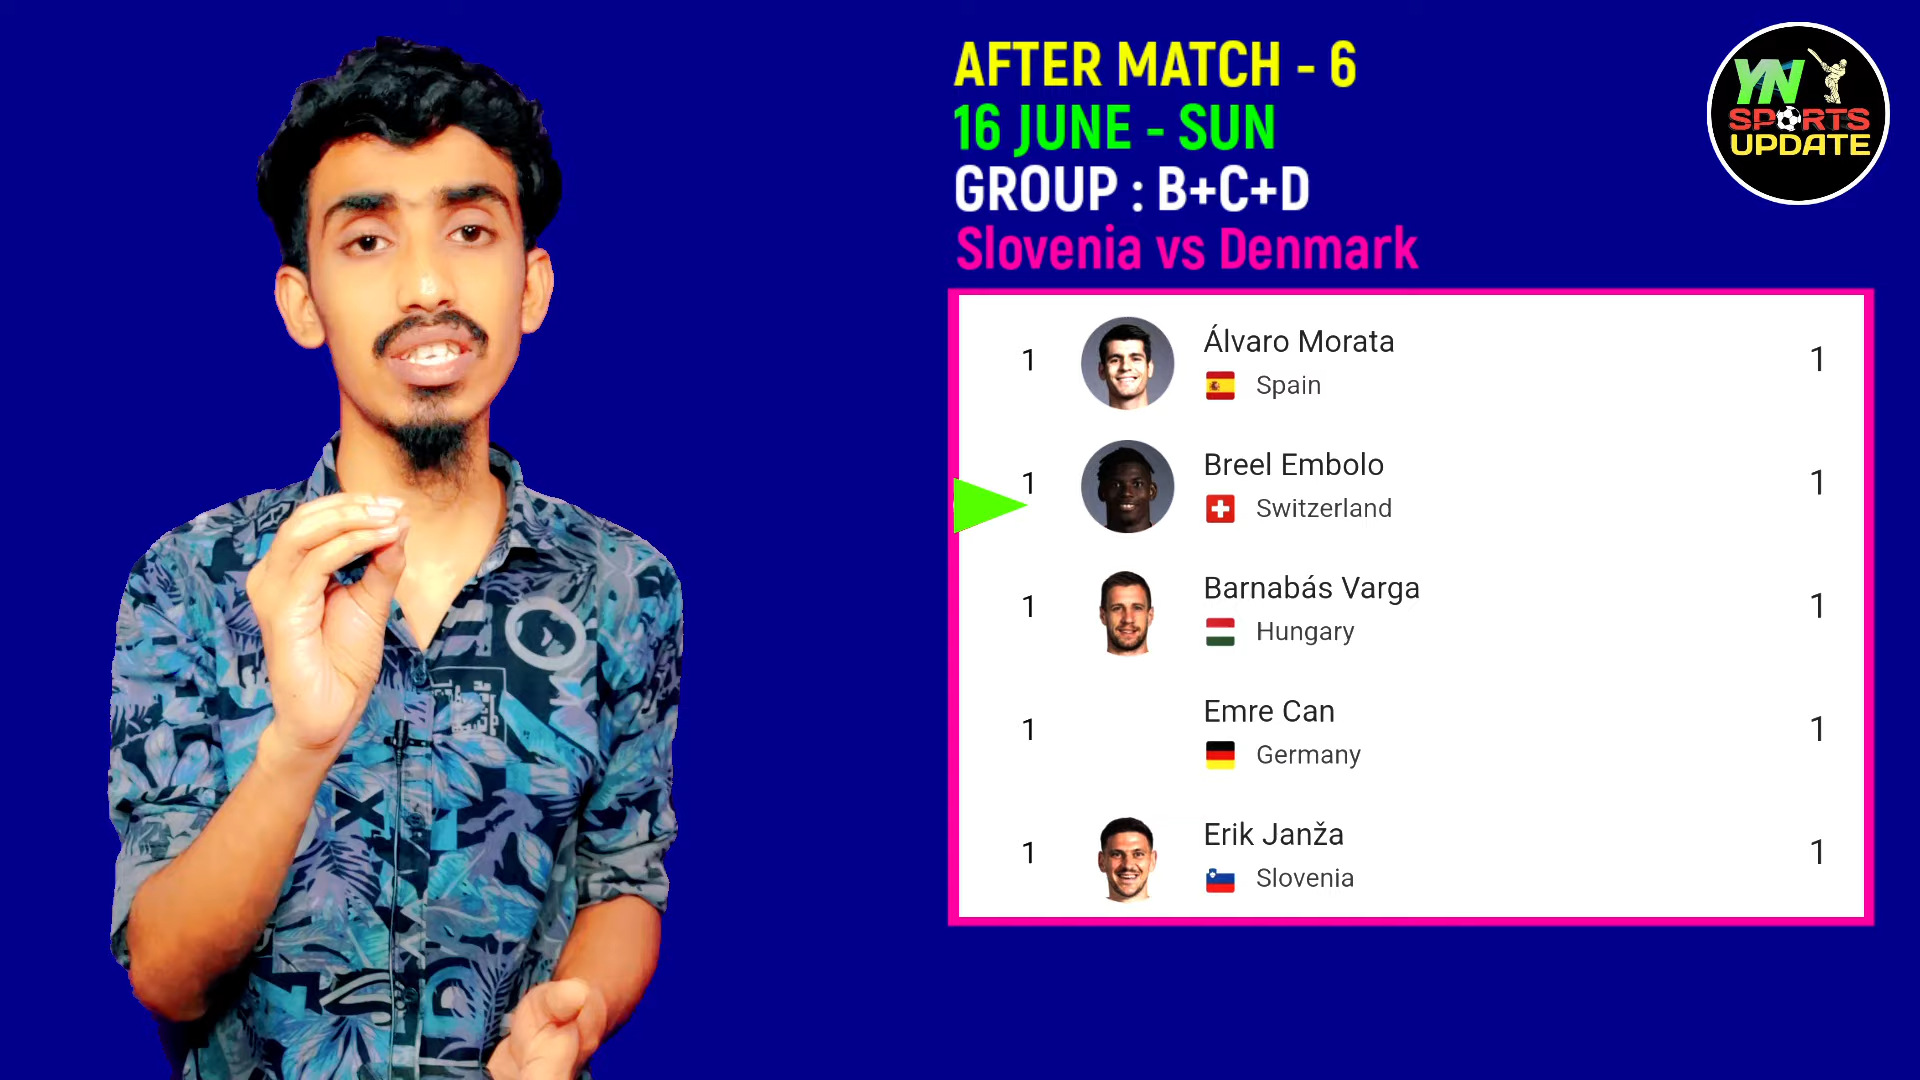 AFTER MATCH - 6
16 JUNE - SUN
GROUP : B+C+D
Slovenia vs Denmark
YN
SPORTS
UPDATE
1 Álvaro Morata 1
Spain
1 Breel Embolo 1
Switzerland
1 Barnabás Varga 1
Hungary
1 Emre Can 1
Germany
1 Erik Janža 1
Slovenia